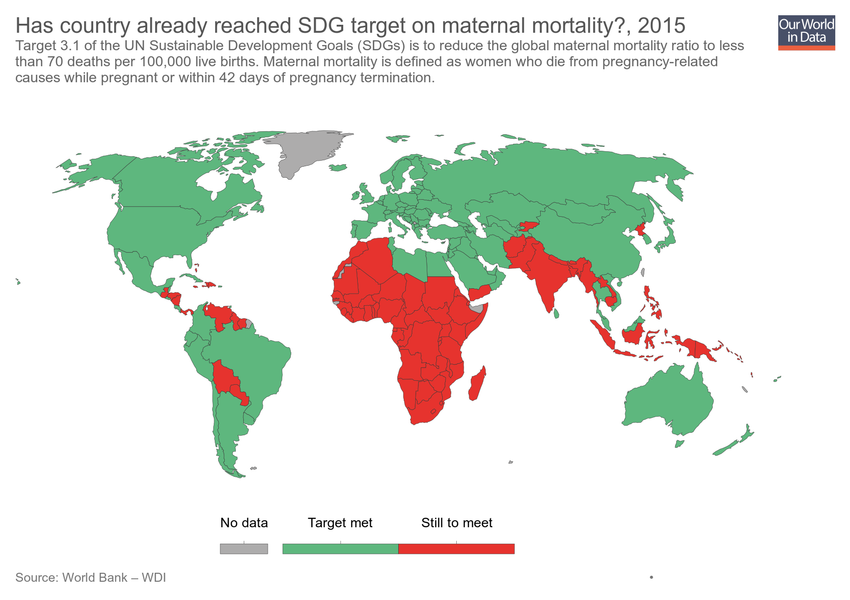 Has country already reached SDG target on maternal mortality?, 2015
Our World
in Data
Target 3.1 of the UN Sustainable Development Goals (SDGs) is to reduce the global maternal mortality ratio to less
than 70 deaths per 100,000 live births. Maternal mortality is defined as women who die from pregnancy-related
causes while pregnant or within 42 days of pregnancy termination.
No data
Target met
Still to meet
Source: World Bank – WDI